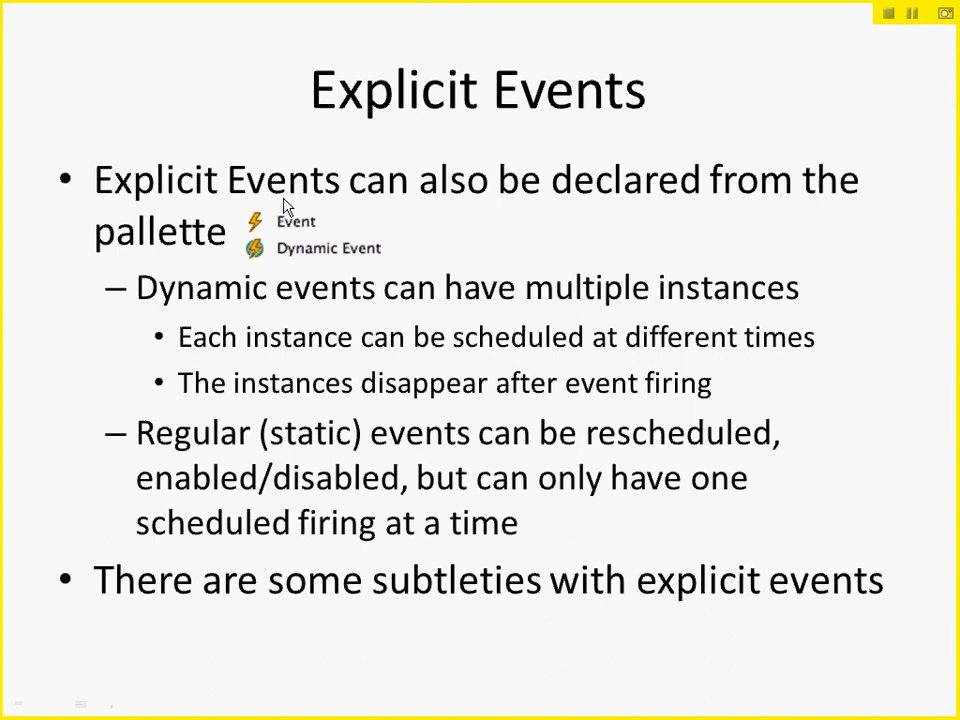 Explicit Events
• Explicit Events can also be declared from the
pallette
Event
Dynamic Event
– Dynamic events can have multiple instances
• Each instance can be scheduled at different times
• The instances disappear after event firing
– Regular (static) events can be rescheduled,
enabled/disabled, but can only have one
scheduled firing at a time
• There are some subtleties with explicit events